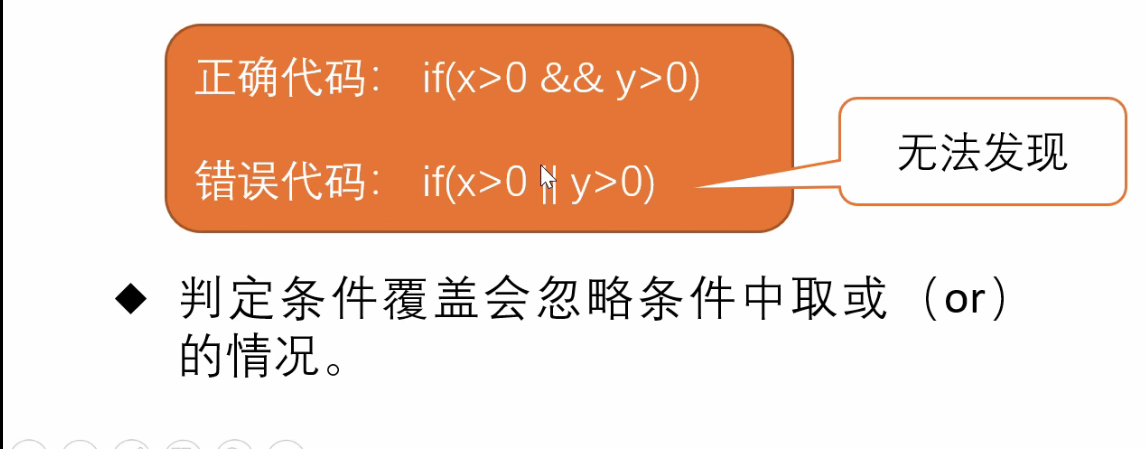 正确代码： if(x>0 && y>0)
错误代码： if(x>0 || y>0)
无法发现
◆ 判定条件覆盖会忽略条件中取或（or）
的情况。